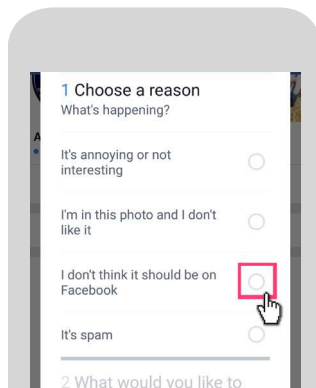 1 Choose a reason
What's happening?
A
It's annoying or not
interesting
I'm in this photo and I don't
like it
I don't think it should be on
Facebook
It's spam
2 What would you like to